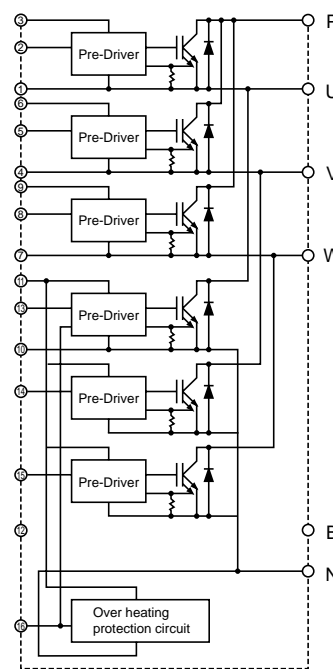 ③ P
② Pre-Driver
① U
⑥
⑤ Pre-Driver
④ V
⑨
⑧ Pre-Driver
⑦ W
⑪
⑬ Pre-Driver
⑩
⑭ Pre-Driver
⑮ Pre-Driver
⑫ B
N
⑯ Over heating
protection circuit